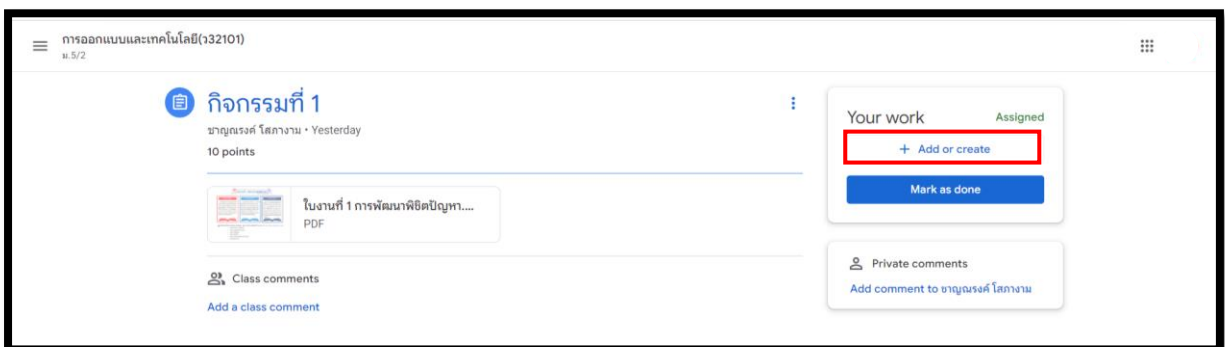 การออกแบบและเทคโนโลยี(ว32101)
ม.5/2
กิจกรรมที่ 1
ชาญณรงค์ โสภางาม • Yesterday
10 points
ใบงานที่ 1 การพัฒนาพิชิตปัญหา....
PDF
Class comments
Add a class comment
Your work
Assigned
+ Add or create
Mark as done
Private comments
Add comment to ชาญณรงค์ โสภางาม